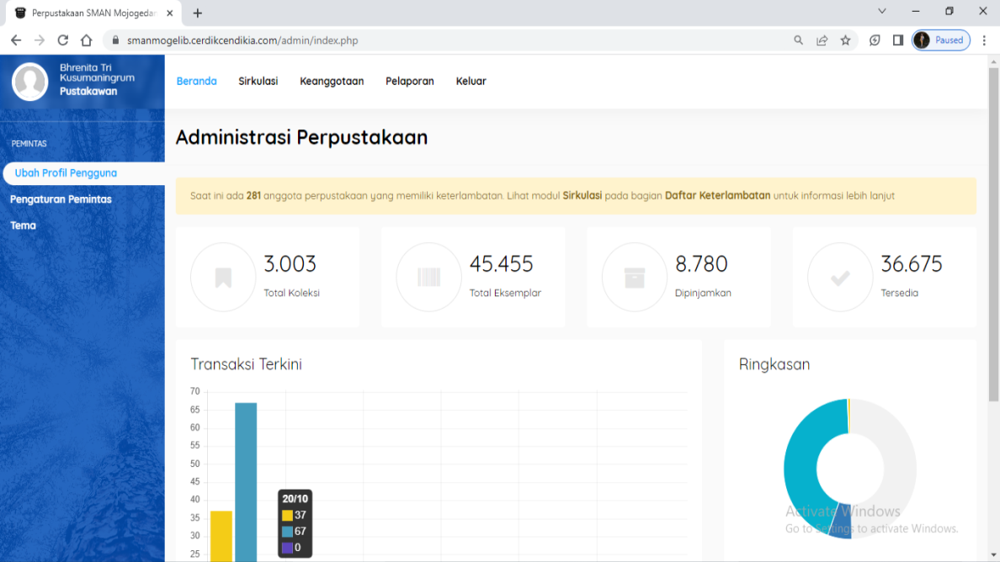 Perpustakaan SMAN Mojogedan
smanmogelib.cerdikcendikia.com/admin/index.php
Paused
Bhrenita Tri
Kusumaningrum
Pustakawan
Beranda Sirkulasi Keanggotaan Pelaporan Keluar
PEMINTAS
Ubah Profil Pengguna
Pengaturan Pemintas
Tema
Administrasi Perpustakaan
Saat ini ada 281 anggota perpustakaan yang memiliki keterlambatan. Lihat modul Sirkulasi pada bagian Daftar Keterlambatan untuk informasi lebih lanjut
3.003
Total Koleksi
45.455
Total Eksemplar
8.780
Dipinjamkan
36.675
Tersedia
Transaksi Terkini
70
65
60
55
50
45
40
35
30
25
20/10
37
67
0
Ringkasan
Activate Windows
Go to Settings to activate Windows.